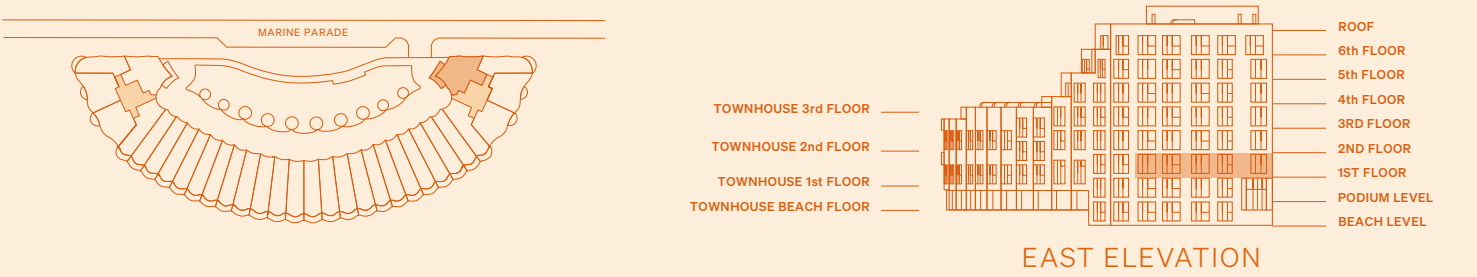 MARINE PARADE
TOWNHOUSE 3rd FLOOR
TOWNHOUSE 2nd FLOOR
TOWNHOUSE 1st FLOOR
TOWNHOUSE BEACH FLOOR
ROOF
6th FLOOR
5th FLOOR
4th FLOOR
3RD FLOOR
2ND FLOOR
1ST FLOOR
PODIUM LEVEL
BEACH LEVEL
EAST ELEVATION